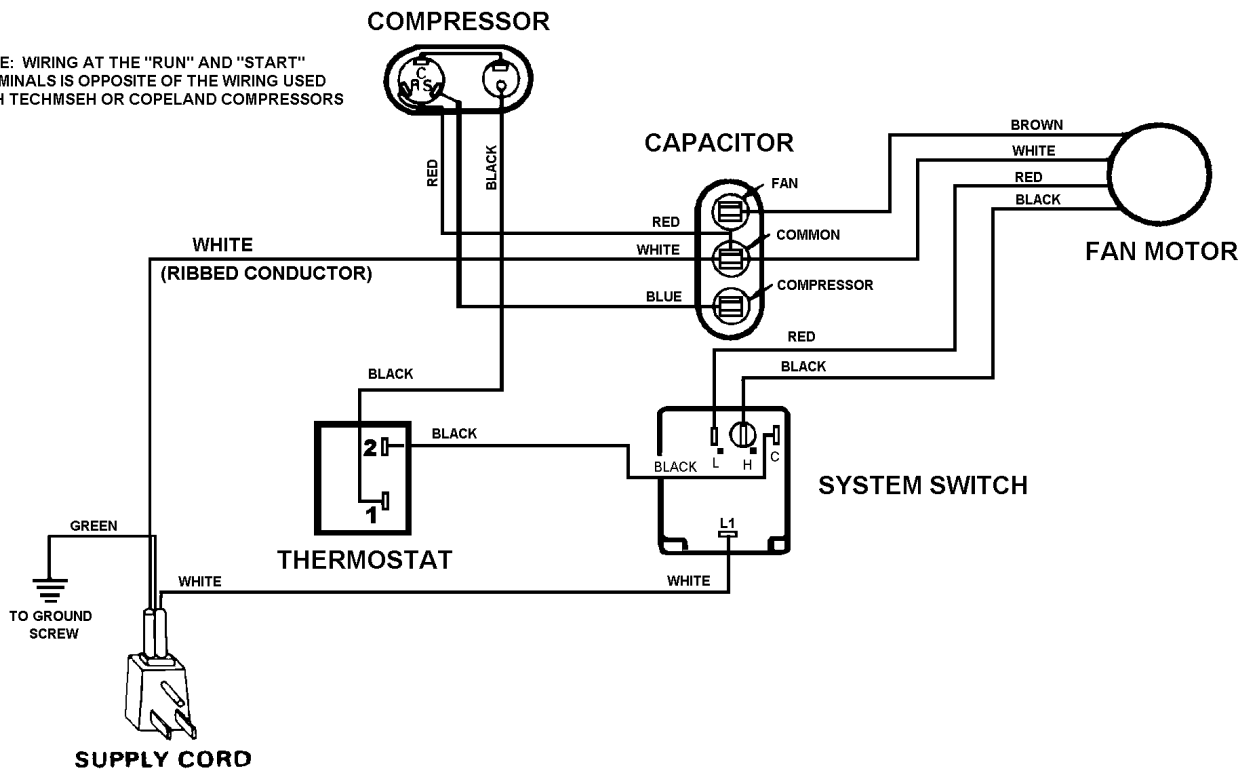 COMPRESSOR
E: WIRING AT THE "RUN" AND "START"
MINALS IS OPPOSITE OF THE WIRING USED
H TECHMSEH OR COPELAND COMPRESSORS
C
R S
RED
BLACK
CAPACITOR
FAN
RED
COMMON
WHITE
COMPRESSOR
BLUE
BROWN
WHITE
RED
BLACK
FAN MOTOR
WHITE
(RIBBED CONDUCTOR)
RED
BLACK
BLACK
BLACK
2
1
THERMOSTAT
BLACK
L
H
C
L1
SYSTEM SWITCH
GREEN
TO GROUND
SCREW
WHITE
WHITE
SUPPLY CORD